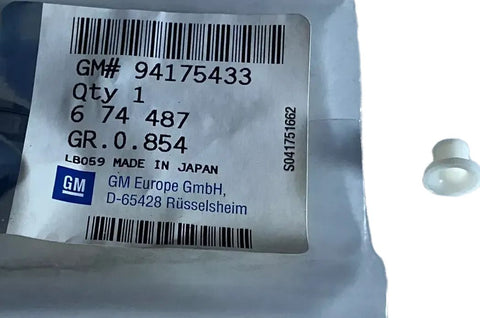 GM# 94175433
Qty 1
6 74 487
GR.0.854
LB059 MADE IN JAPAN
GM
GM Europe GmbH,
D-65428 Rüsselsheim
S041751662